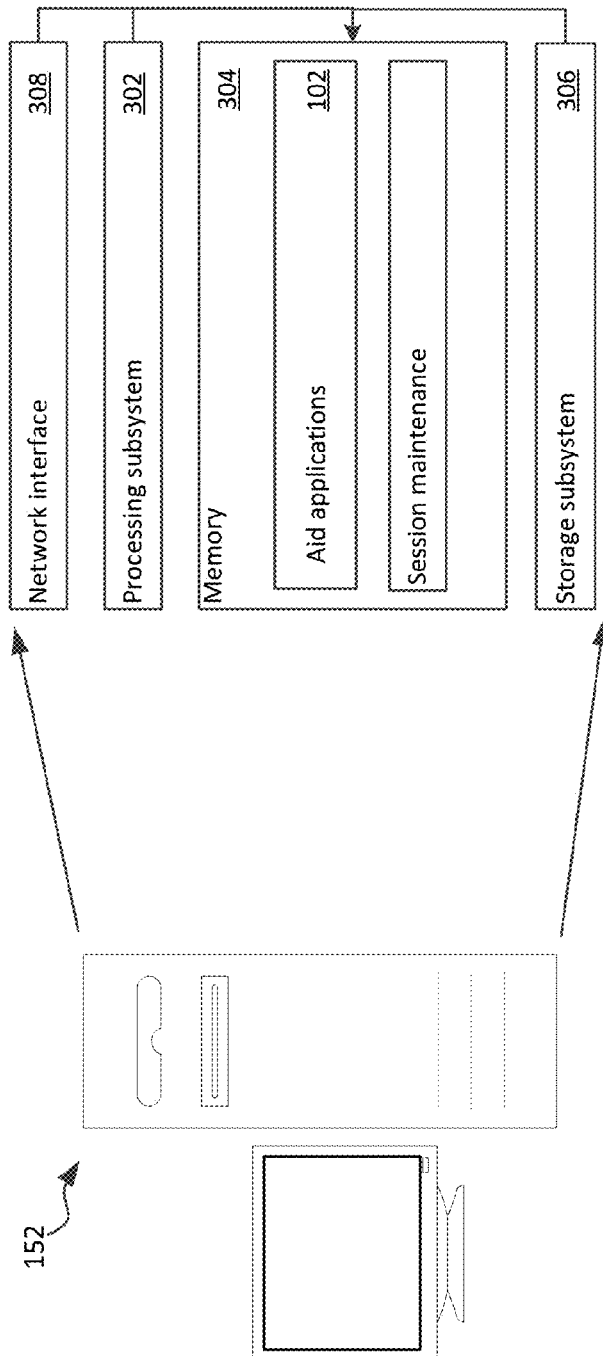 152
Network interface 308
Processing subsystem 302
Memory 304
Aid applications 102
Session maintenance
Storage subsystem 306